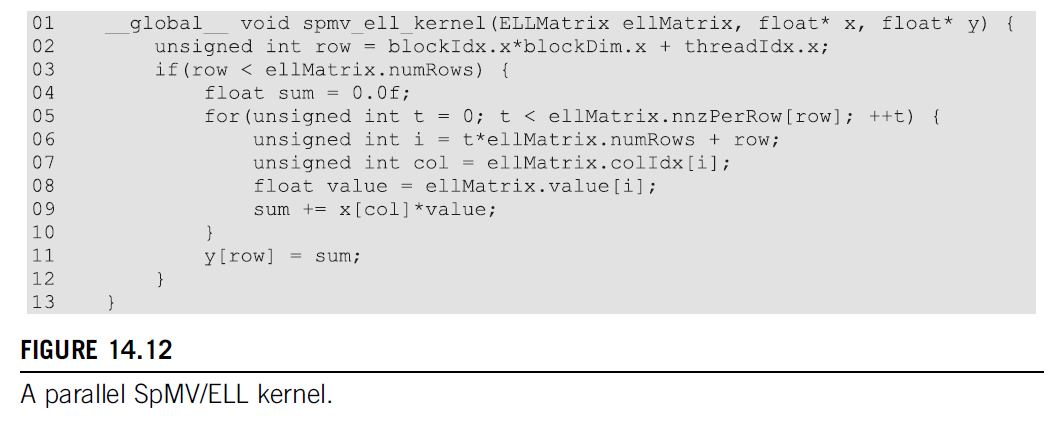 01 __global__ void spmv_ell_kernel(ELLMatrix ellMatrix, float* x, float* y) {
02 unsigned int row = blockIdx.x*blockDim.x + threadIdx.x;
03 if(row < ellMatrix.numRows) {
04 float sum = 0.0f;
05 for(unsigned int t = 0; t < ellMatrix.nnzPerRow[row]; ++t) {
06 unsigned int i = t*ellMatrix.numRows + row;
07 unsigned int col = ellMatrix.colIdx[i];
08 float value = ellMatrix.value[i];
09 sum += x[col]*value;
10 }
11 y[row] = sum;
12 }
13 }
FIGURE 14.12
A parallel SpMV/ELL kernel.